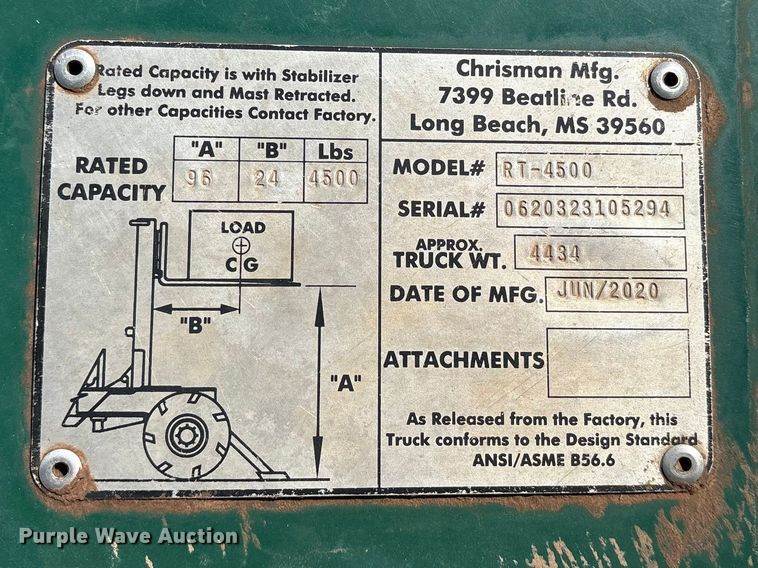 Rated Capacity is with Stabilizer
Legs down and Mast Retracted.
For other Capacities Contact Factory.
RATED CAPACITY
"A" "B" Lbs
96 24 4500
LOAD
CG
"B"
"A"
Chrisman Mfg.
7399 Beatline Rd.
Long Beach, MS 39560
MODEL# RT-4500
SERIAL# 0620323105294
APPROX. TRUCK WT. 4434
DATE OF MFG. JUN/2020
ATTACHMENTS
As Released from the Factory, this
Truck conforms to the Design Standard
ANSI/ASME B56.6
Purple Wave Auction